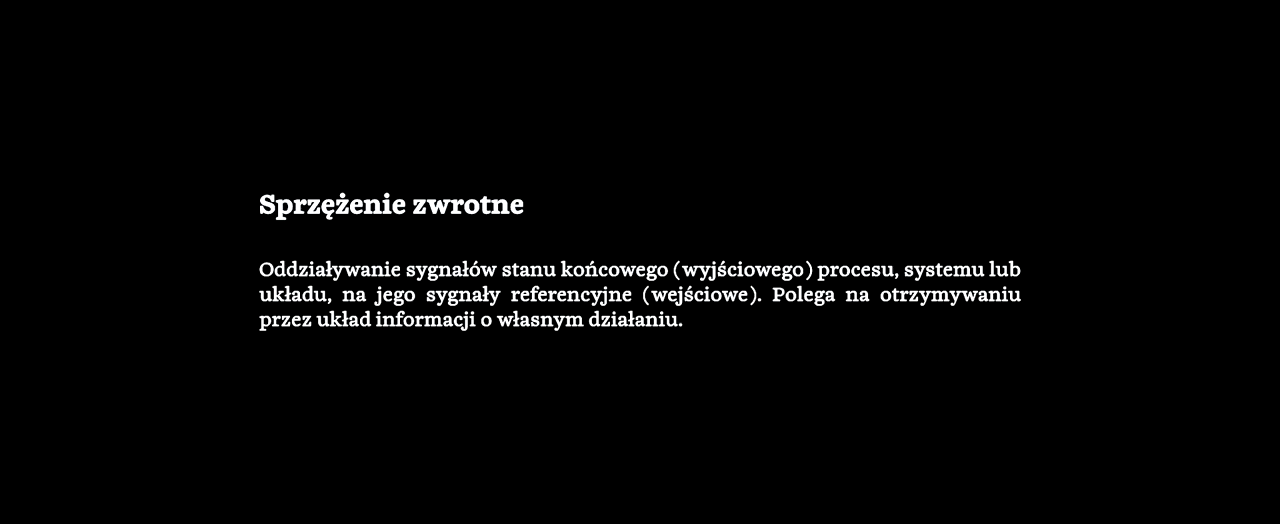 Sprzężenie zwrotne
Oddziaływanie sygnałów stanu końcowego (wyjściowego) procesu, systemu lub
układu, na jego sygnały referencyjne (wejściowe). Polega na otrzymywaniu
przez układ informacji o własnym działaniu.